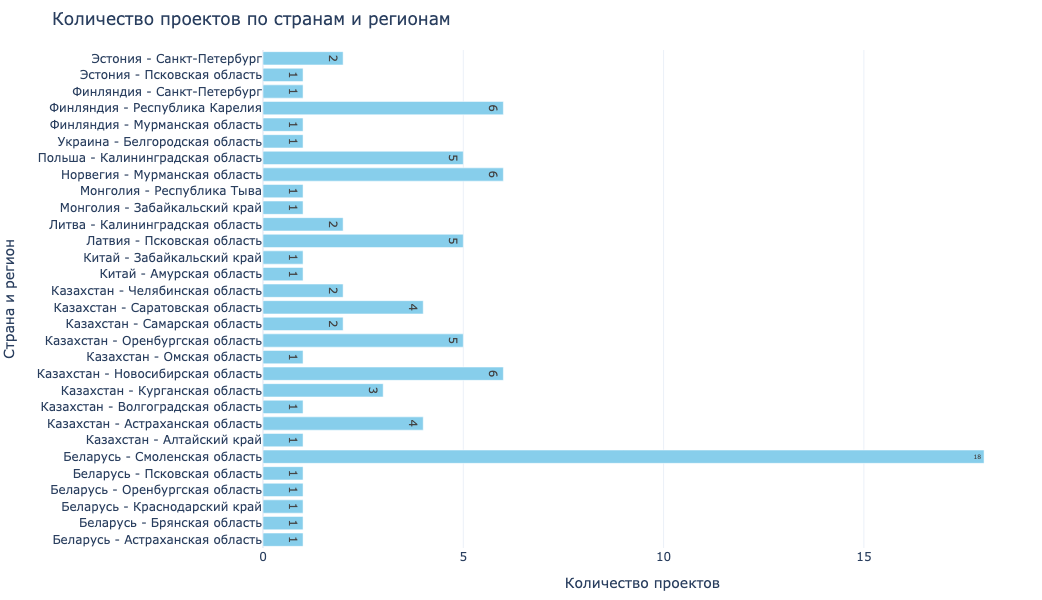 Количество проектов по странам и регионам
Страна и регион
Эстония - Санкт-Петербург 2
Эстония - Псковская область 1
Финляндия - Санкт-Петербург 1
Финляндия - Республика Карелия 6
Финляндия - Мурманская область 1
Украина - Белгородская область 1
Польша - Калининградская область 5
Норвегия - Мурманская область 6
Монголия - Республика Тыва 1
Монголия - Забайкальский край 1
Литва - Калининградская область 2
Латвия - Псковская область 5
Китай - Забайкальский край 1
Китай - Амурская область 1
Казахстан - Челябинская область 2
Казахстан - Саратовская область 4
Казахстан - Самарская область 2
Казахстан - Оренбургская область 5
Казахстан - Омская область 1
Казахстан - Новосибирская область 6
Казахстан - Курганская область 3
Казахстан - Волгоградская область 1
Казахстан - Астраханская область 4
Казахстан - Алтайский край 1
Беларусь - Смоленская область 18
Беларусь - Псковская область 1
Беларусь - Оренбургская область 1
Беларусь - Краснодарский край 1
Беларусь - Брянская область 1
Беларусь - Астраханская область 1
0 5 10 15
Количество проектов